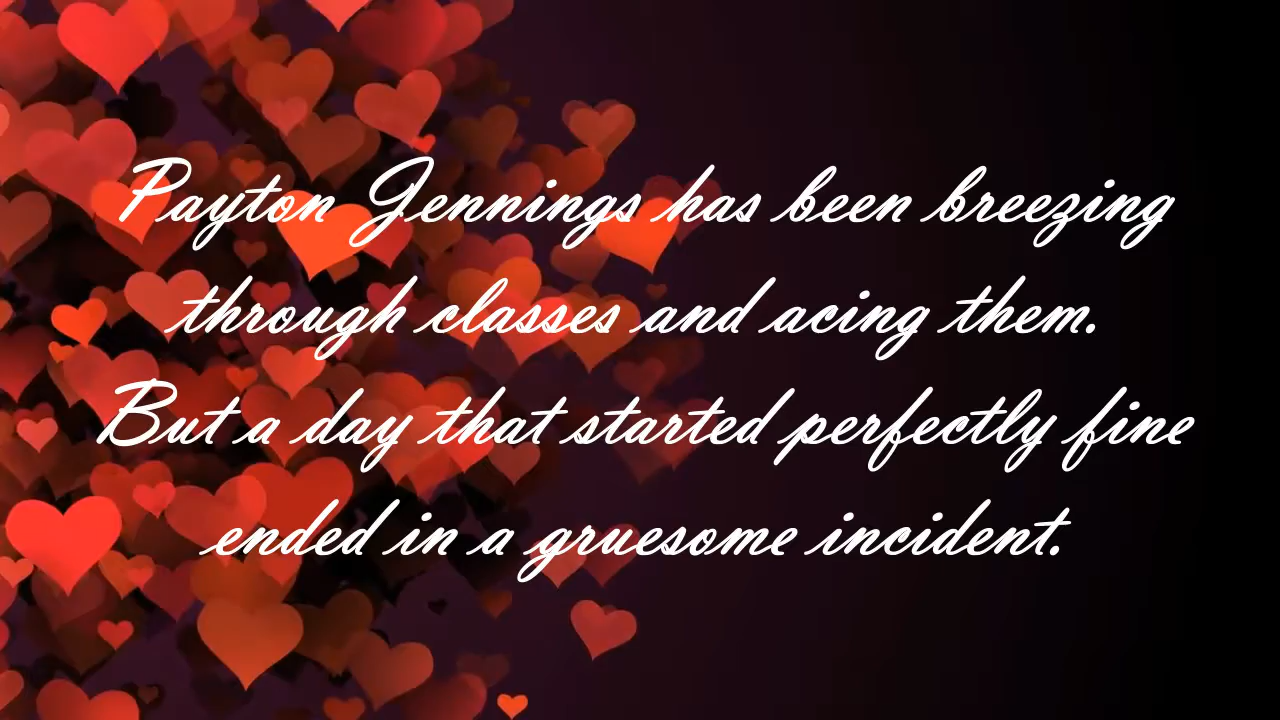 Payton Jennings has been breezing
through classes and acing them.
But a day that started perfectly fine
ended in a gruesome incident.